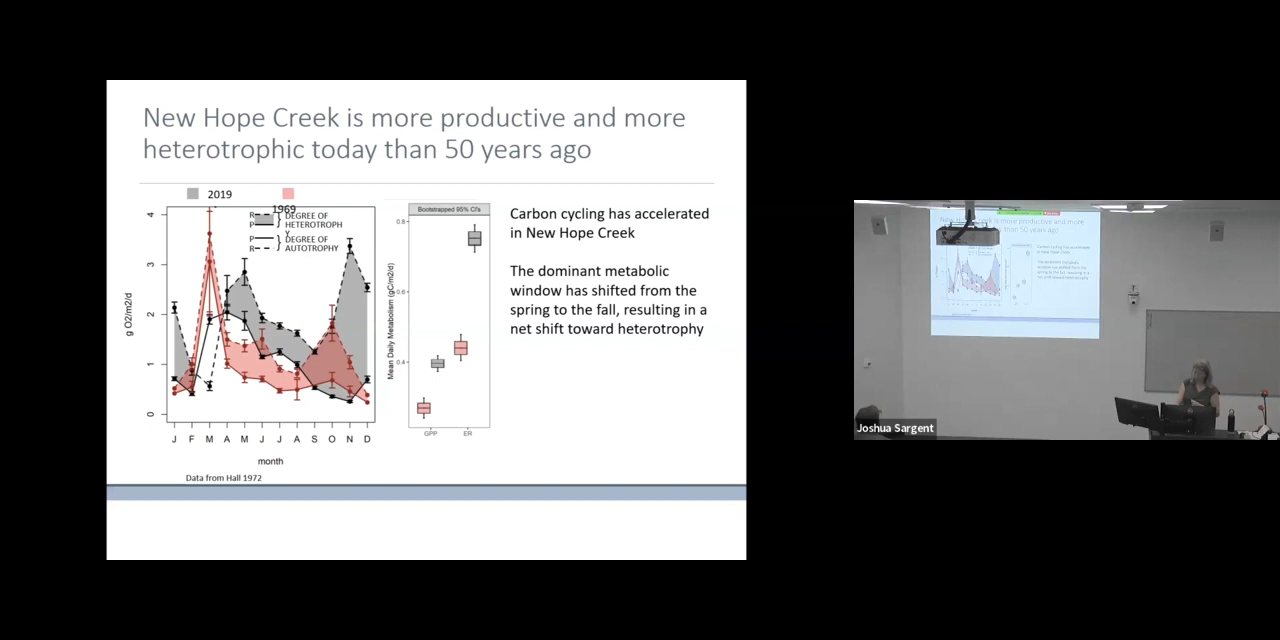 New Hope Creek is more productive and more
heterotrophic today than 50 years ago
2019
1969
R
P
DEGREE OF
HETEROTROPH
Y
P
R
DEGREE OF
AUTOTROPHY
g O2/m2/d
4
3
2
1
0
J F M A M J J A S O N D
month
Data from Hall 1972
Bootstrapped 95% CI's
Mean Daily Metabolism (gC/m2/d)
0.8
0.6
0.4
GPP ER
Carbon cycling has accelerated
in New Hope Creek
The dominant metabolic
window has shifted from the
spring to the fall, resulting in a
net shift toward heterotrophy
Joshua Sargent